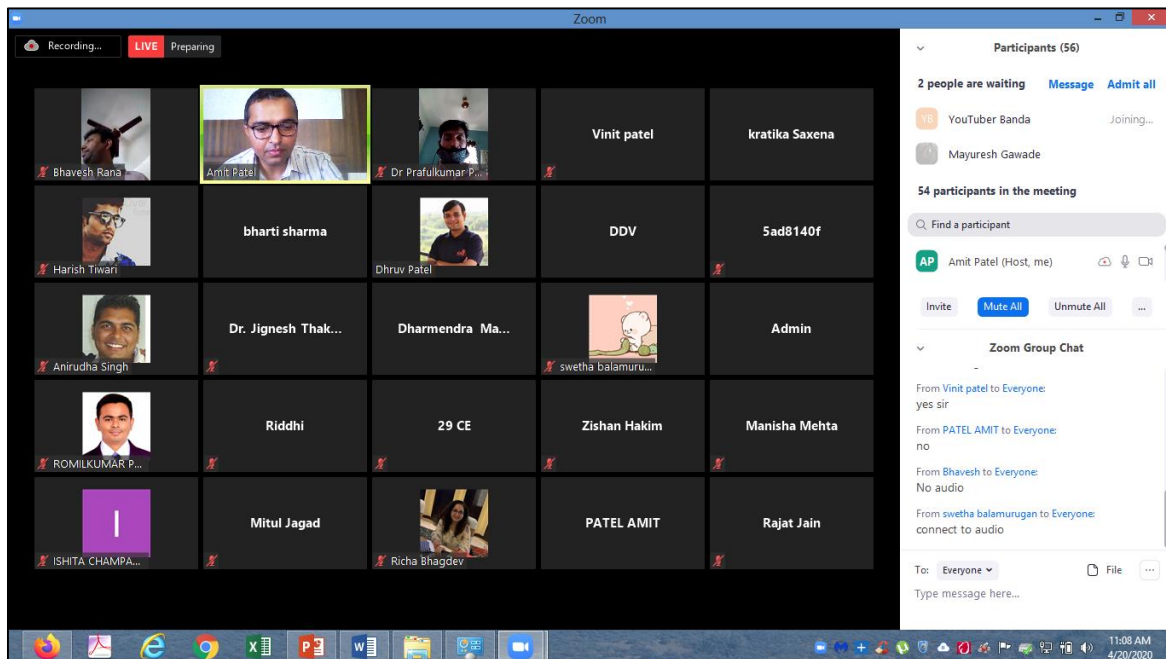 Zoom
Recording...
LIVE Preparing
Bhavesh Rana
Amit Patel
Dr Prafulkumar P...
Vinit patel
kratika Saxena
Harish Tiwari
bharti sharma
Dhruv Patel
DDV
5ad8140f
Anirudha Singh
Dr. Jignesh Thak...
Dharmendra Ma...
swetha balamuru...
Admin
ROMILKUMAR P...
Riddhi
29 CE
Zishan Hakim
Manisha Mehta
I
ISHITA CHAMPA...
Mitul Jagad
Richa Bhagdev
PATEL AMIT
Rajat Jain
Participants (56)
2 people are waiting Message Admit all
YB YouTuber Banda Joining...
Mayuresh Gawade
54 participants in the meeting
Find a participant
AP Amit Patel (Host, me)
Invite Mute All Unmute All ...
Zoom Group Chat
From Vinit patel to Everyone:
yes sir
From PATEL AMIT to Everyone:
no
From Bhavesh to Everyone:
No audio
From swetha balamurugan to Everyone:
connect to audio
To: Everyone File ...
Type message here...
11:08 AM
4/20/2020